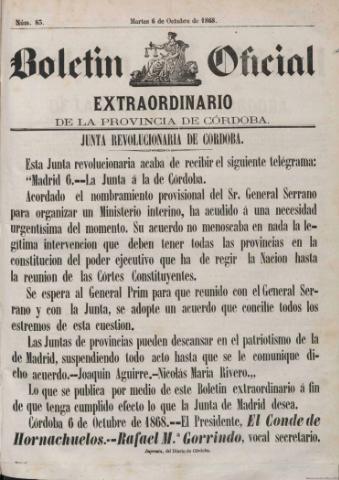 Núm. 85. Martes 6 de Octubre de 1868.
Boletin Oficial
EXTRAORDINARIO
DE LA PROVINCIA DE CÓRDOBA.
JUNTA REVOLUCIONARIA DE CORDOBA.
Esta Junta revolucionaria acaba de recibir el siguiente telégrama:
"Madrid 6.--La Junta á la de Córdoba.
Acordado el nombramiento provisional del Sr. General Serrano
para organizar un Ministerio interino, ha acudido á una necesidad
urgentísima del momento. Su acuerdo no menoscaba en nada la le-
gítima intervencion que deben tener todas las provincias en la
constitucion del poder ejecutivo que ha de regir la Nacion hasta
la reunion de las Córtes Constituyentes.
Se espera al General Prim para que reunido con el General Ser-
rano y con la Junta, se adopte un acuerdo que concilie todos los
estremos de esta cuestion.
Las Juntas de provincias pueden descansar en el patriotismo de la
de Madrid, suspendiendo todo acto hasta que se le comunique di-
cho acuerdo.--Joaquin Aguirre.--Nicolás María Rivero.,,
Lo que se publica por medio de este Boletin extraordinario á fin
de que tenga cumplido efecto lo que la Junta de Madrid desea.
Córdoba 6 de Octubre de 1868.--El Presidente, El Conde de
Hornachuelos.--Rafael M.ª Gorrindo, vocal secretario.
Imprenta, del Diario de Córdoba.